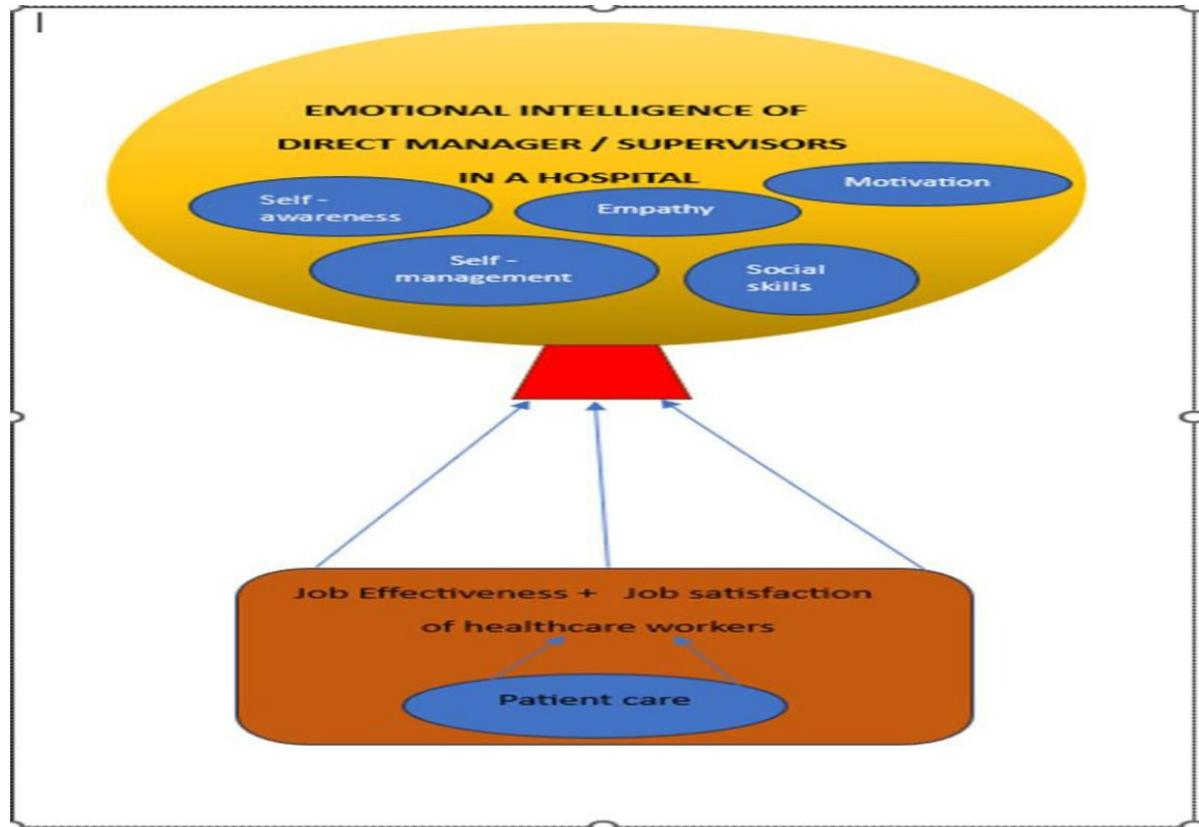 EMOTIONAL INTELLIGENCE OF
DIRECT MANAGER / SUPERVISORS
IN A HOSPITAL
Motivation
Self -
awareness
Empathy
Self -
management
Social
skills
Job Effectiveness + Job satisfaction
of healthcare workers
Patient care